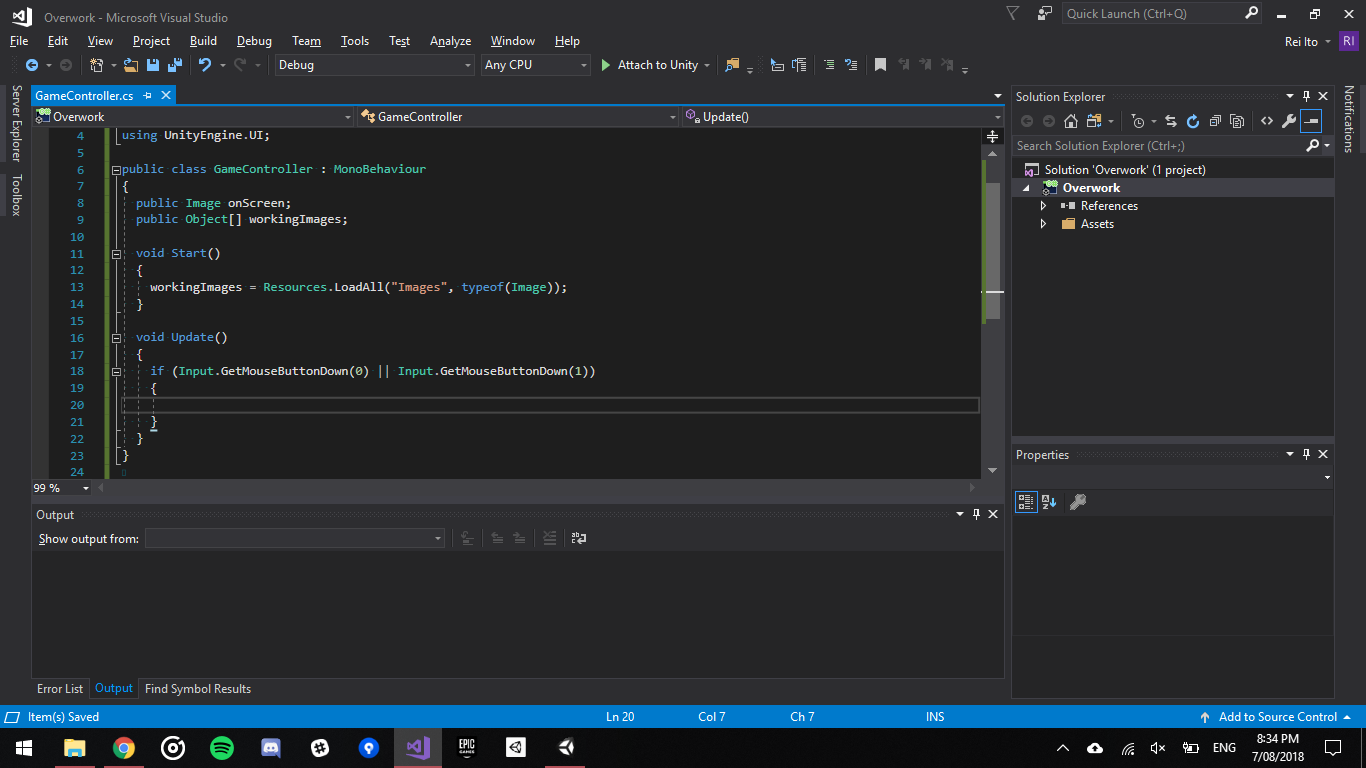 Overwork - Microsoft Visual Studio
Quick Launch (Ctrl+Q)
File Edit View Project Build Debug Team Tools Test Analyze Window Help
Rei Ito RI
Debug Any CPU Attach to Unity
Server Explorer
Toolbox
GameController.cs
Overwork GameController Update()
4 using UnityEngine.UI;
5
6 public class GameController : MonoBehaviour
7 {
8 public Image onScreen;
9 public Object[] workingImages;
10
11 void Start()
12 {
13 workingImages = Resources.LoadAll("Images", typeof(Image));
14 }
15
16 void Update()
17 {
18 if (Input.GetMouseButtonDown(0) || Input.GetMouseButtonDown(1))
19 {
20
21 }
22 }
23 }
24
99 %
Output
Show output from:
Error List Output Find Symbol Results
Solution Explorer
Search Solution Explorer (Ctrl+;)
Solution 'Overwork' (1 project)
Overwork
References
Assets
Properties
Notifications
Item(s) Saved Ln 20 Col 7 Ch 7 INS Add to Source Control
EPIC GAMES
ENG
8:34 PM
7/08/2018